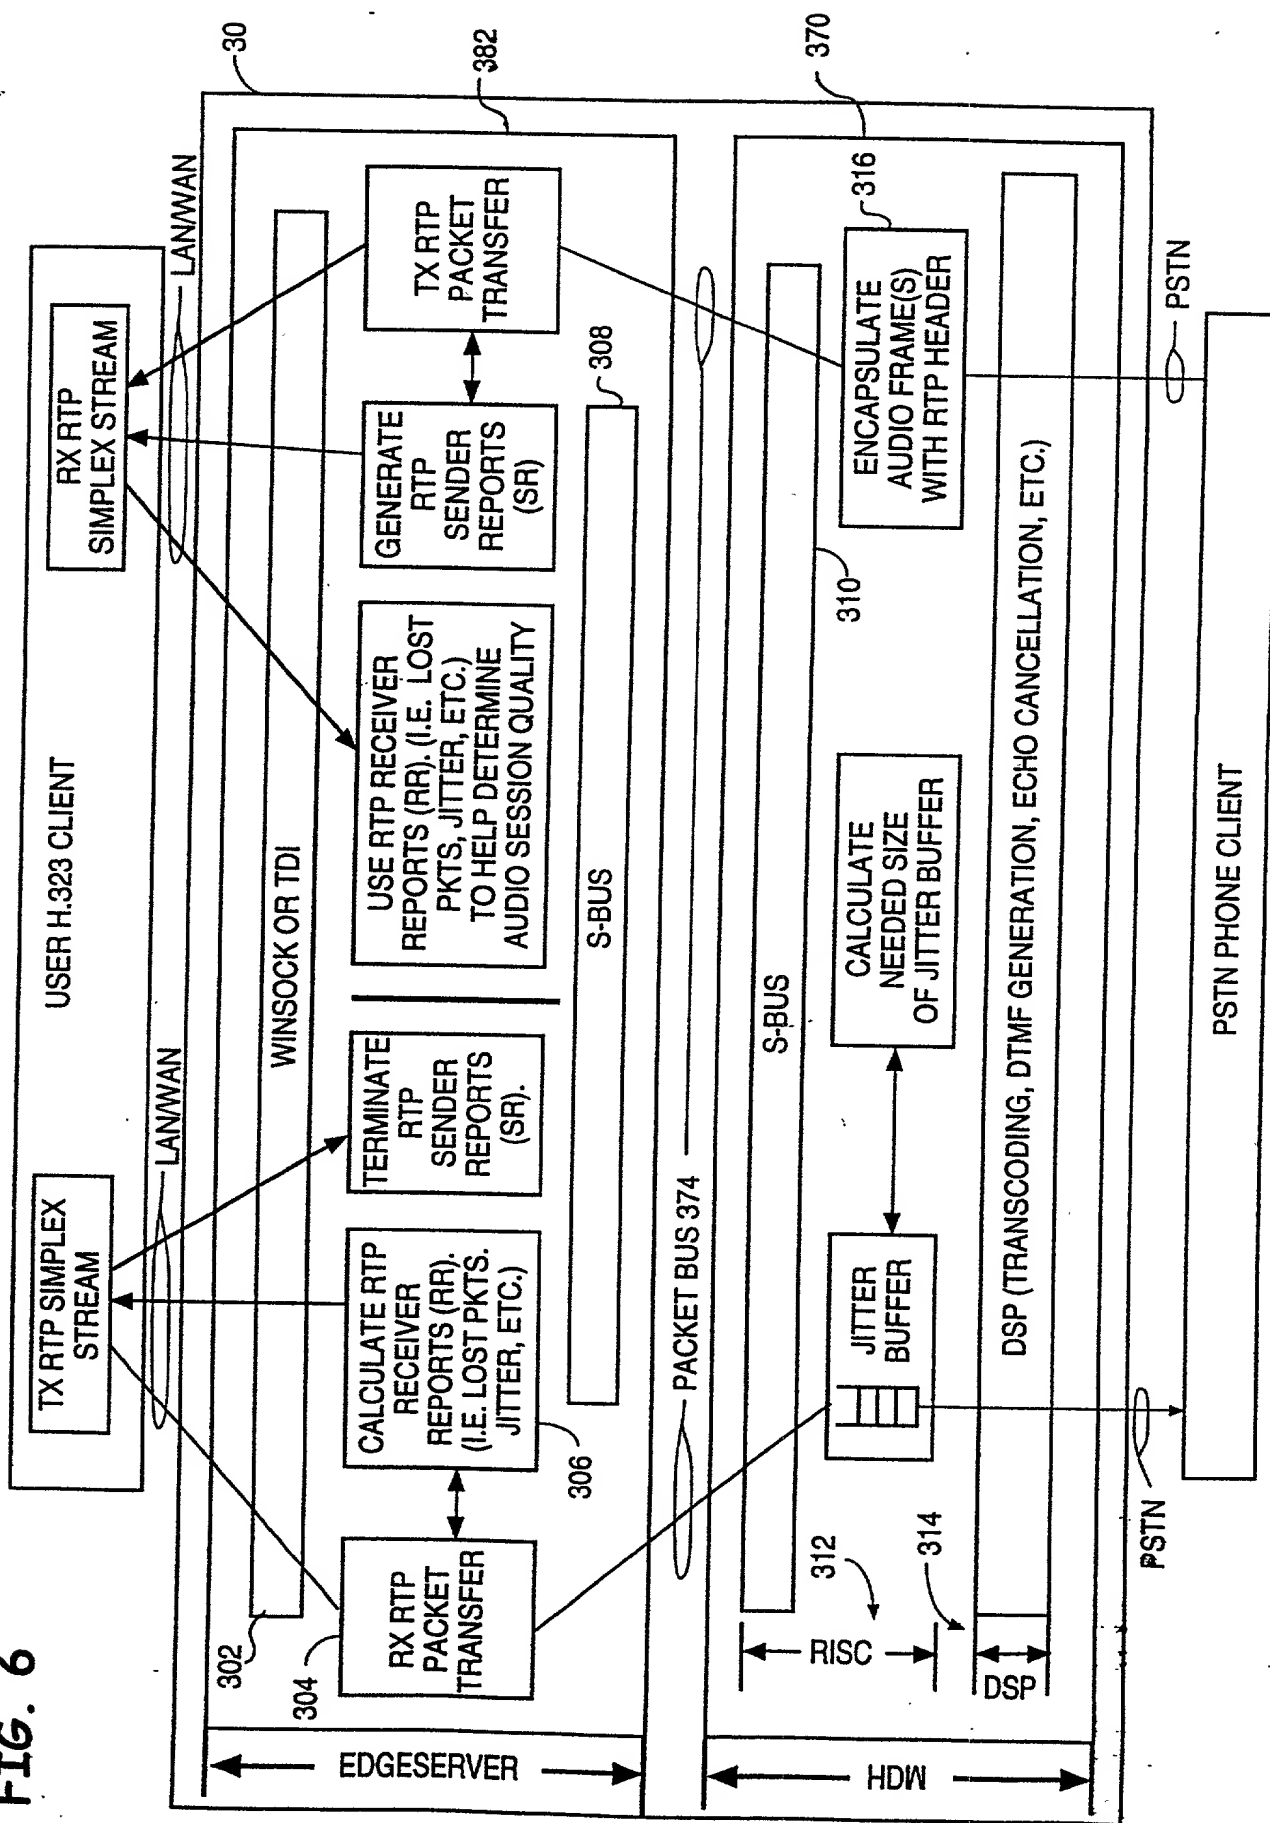 FIG. 6
USER H.323 CLIENT
TX RTP SIMPLEX
STREAM
RX RTP
SIMPLEX STREAM
LAN/WAN
LAN/WAN
30
302
WINSOCK OR TDI
382
304
RX RTP
PACKET
TRANSFER
CALCULATE RTP
RECEIVER
REPORTS (RR).
(I.E. LOST PKTS.
JITTER, ETC.)
306
TERMINATE
RTP
SENDER
REPORTS
(SR).
USE RTP RECEIVER
REPORTS (RR). (I.E. LOST
PKTS, JITTER, ETC.)
TO HELP DETERMINE
AUDIO SESSION QUALITY
GENERATE
RTP
SENDER
REPORTS
(SR)
TX RTP
PACKET
TRANSFER
EDGESERVER
S-BUS
308
PACKET BUS 374
370
S-BUS
310
RISC
312
JITTER
BUFFER
CALCULATE
NEEDED SIZE
OF JITTER BUFFER
ENCAPSULATE
AUDIO FRAME(S)
WITH RTP HEADER
316
HDM
314
DSP
DSP (TRANSCODING, DTMF GENERATION, ECHO CANCELLATION, ETC.)
PSTN
PSTN
PSTN PHONE CLIENT